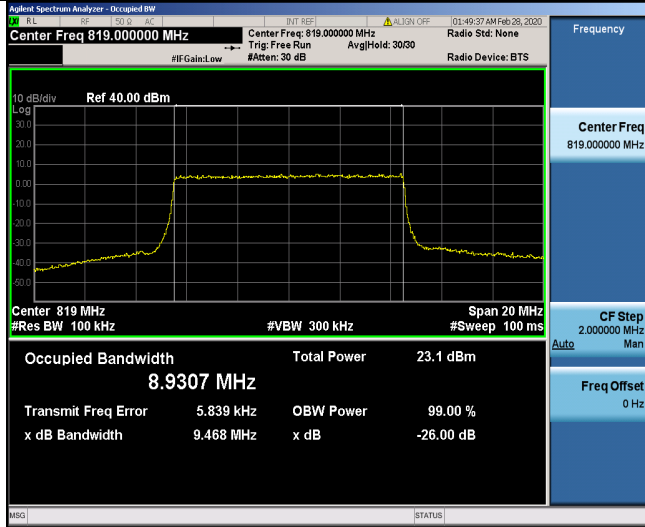 Agilent Spectrum Analyzer - Occupied BW
LXI RL RF 50 Ω AC INT REF ALIGN OFF 01:49:37 AM Feb 28, 2020
Center Freq 819.000000 MHz
Center Freq: 819.000000 MHz
Radio Std: None
Trig: Free Run Avg|Hold: 30/30
#IFGain:Low
#Atten: 30 dB
Radio Device: BTS
10 dB/div Ref 40.00 dBm
Log
30.0
20.0
10.0
0.00
-10.0
-20.0
-30.0
-40.0
-50.0
Center 819 MHz Span 20 MHz
#Res BW 100 kHz #VBW 300 kHz #Sweep 100 ms
Occupied Bandwidth Total Power 23.1 dBm
8.9307 MHz
Transmit Freq Error 5.839 kHz OBW Power 99.00 %
x dB Bandwidth 9.468 MHz x dB -26.00 dB
MSG STATUS
Frequency
Center Freq
819.000000 MHz
CF Step
2.000000 MHz
Auto Man
Freq Offset
0 Hz